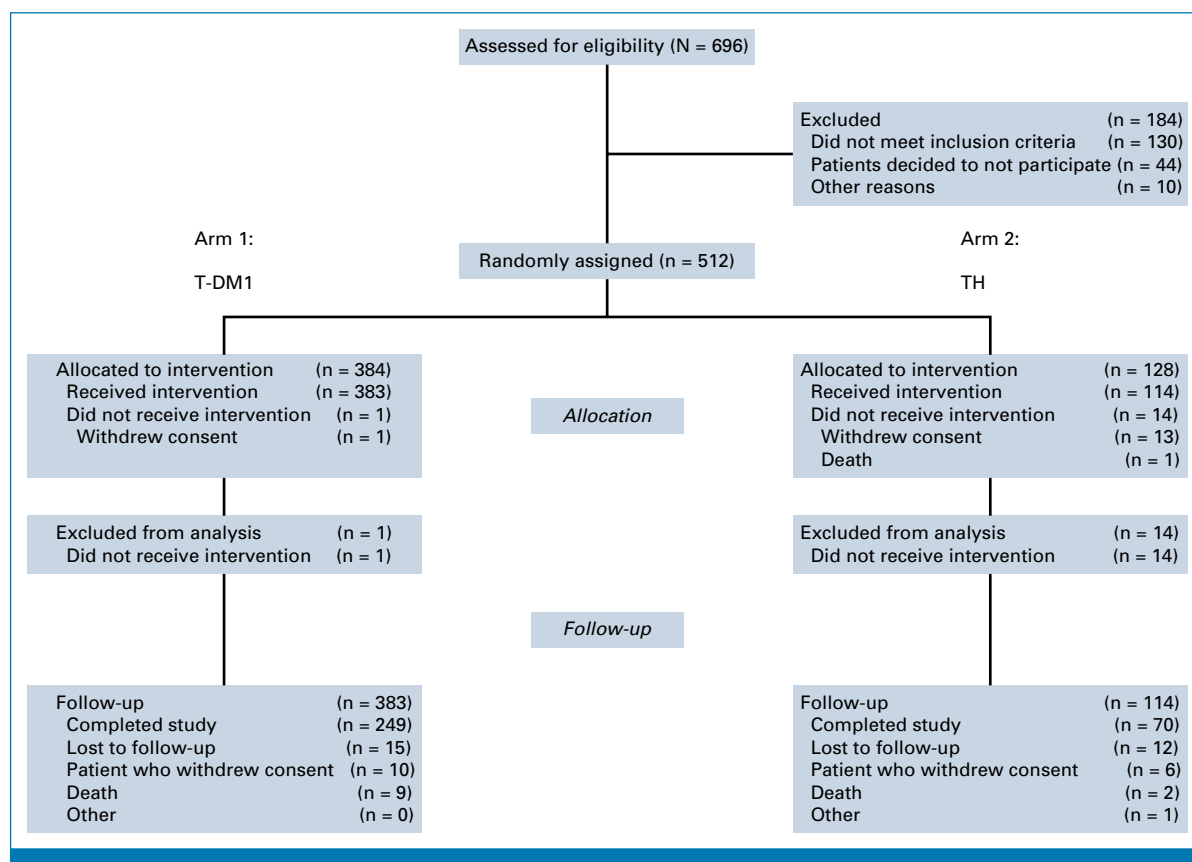 Assessed for eligibility (N = 696)
Excluded (n = 184)
Did not meet inclusion criteria (n = 130)
Patients decided to not participate (n = 44)
Other reasons (n = 10)
Randomly assigned (n = 512)
Arm 1:
T-DM1
Arm 2:
TH
Allocated to intervention (n = 384)
Received intervention (n = 383)
Did not receive intervention (n = 1)
Withdrew consent (n = 1)
Allocation
Allocated to intervention (n = 128)
Received intervention (n = 114)
Did not receive intervention (n = 14)
Withdrew consent (n = 13)
Death (n = 1)
Excluded from analysis (n = 1)
Did not receive intervention (n = 1)
Excluded from analysis (n = 14)
Did not receive intervention (n = 14)
Follow-up
Follow-up (n = 383)
Completed study (n = 249)
Lost to follow-up (n = 15)
Patient who withdrew consent (n = 10)
Death (n = 9)
Other (n = 0)
Follow-up (n = 114)
Completed study (n = 70)
Lost to follow-up (n = 12)
Patient who withdrew consent (n = 6)
Death (n = 2)
Other (n = 1)